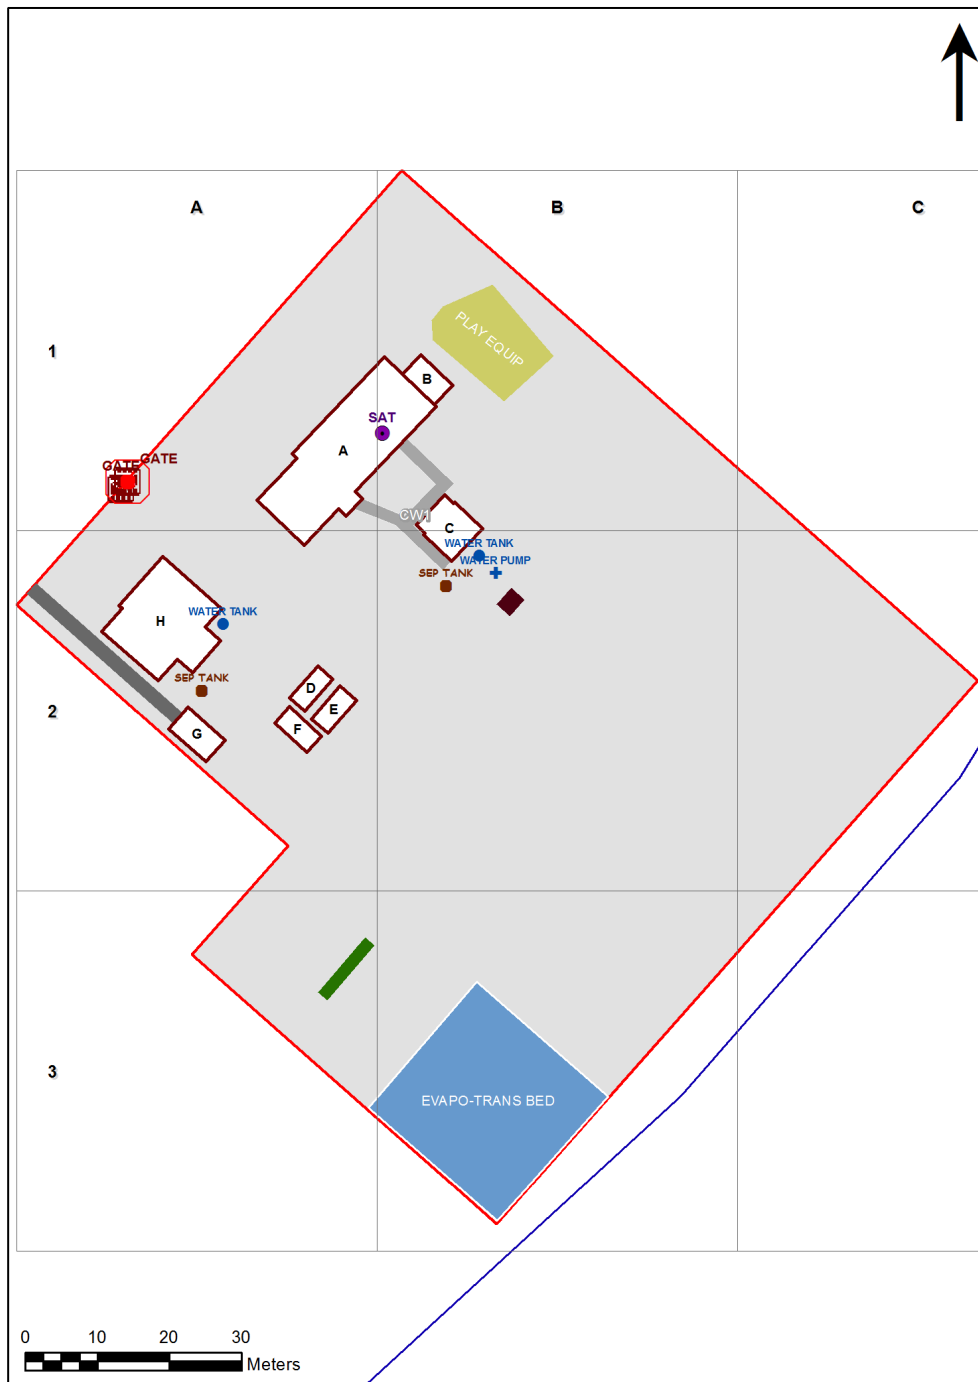 A
B
C
1
PLAY EQUIP
B
SAT
A
GATE
GATE
CW1
C
WATER TANK
WATER PUMP
SEP TANK
WATER TANK
H
SEP TANK
D
2
E
F
G
3
EVAPO-TRANS BED
0 10 20 30
Meters